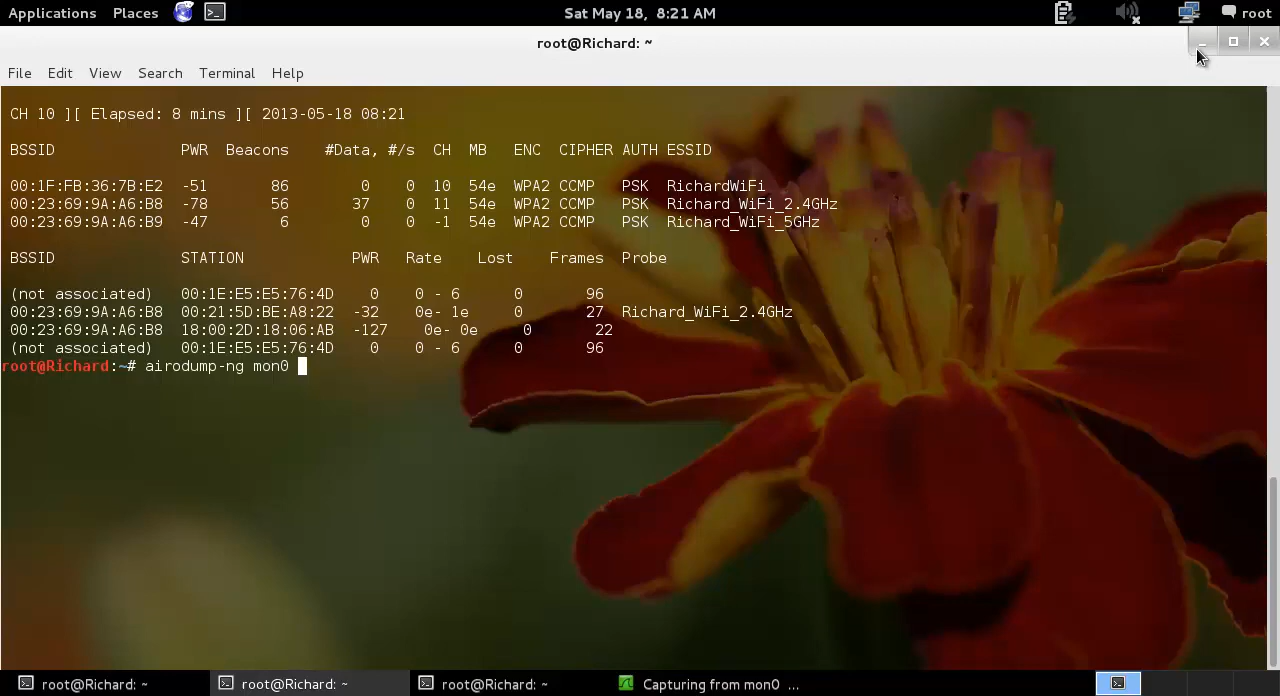 Applications Places Sat May 18, 8:21 AM root
root@Richard: ~
File Edit View Search Terminal Help
CH 10 ][ Elapsed: 8 mins ][ 2013-05-18 08:21
BSSID PWR Beacons #Data, #/s CH MB ENC CIPHER AUTH ESSID
00:1F:FB:36:7B:E2 -51 86 0 0 10 54e WPA2 CCMP PSK RichardWiFi
00:23:69:9A:A6:B8 -78 56 37 0 11 54e WPA2 CCMP PSK Richard_WiFi_2.4GHz
00:23:69:9A:A6:B9 -47 6 0 0 -1 54e WPA2 CCMP PSK Richard_WiFi_5GHz
BSSID STATION PWR Rate Lost Frames Probe
(not associated) 00:1E:E5:E5:76:4D 0 0 - 6 0 96
00:23:69:9A:A6:B8 00:21:5D:BE:A8:22 -32 0e- 1e 0 27 Richard_WiFi_2.4GHz
00:23:69:9A:A6:B8 18:00:2D:18:06:AB -127 0e- 0e 0 22
(not associated) 00:1E:E5:E5:76:4D 0 0 - 6 0 96
root@Richard:~# airodump-ng mon0
root@Richard: ~ root@Richard: ~ root@Richard: ~ Capturing from mon0 ...